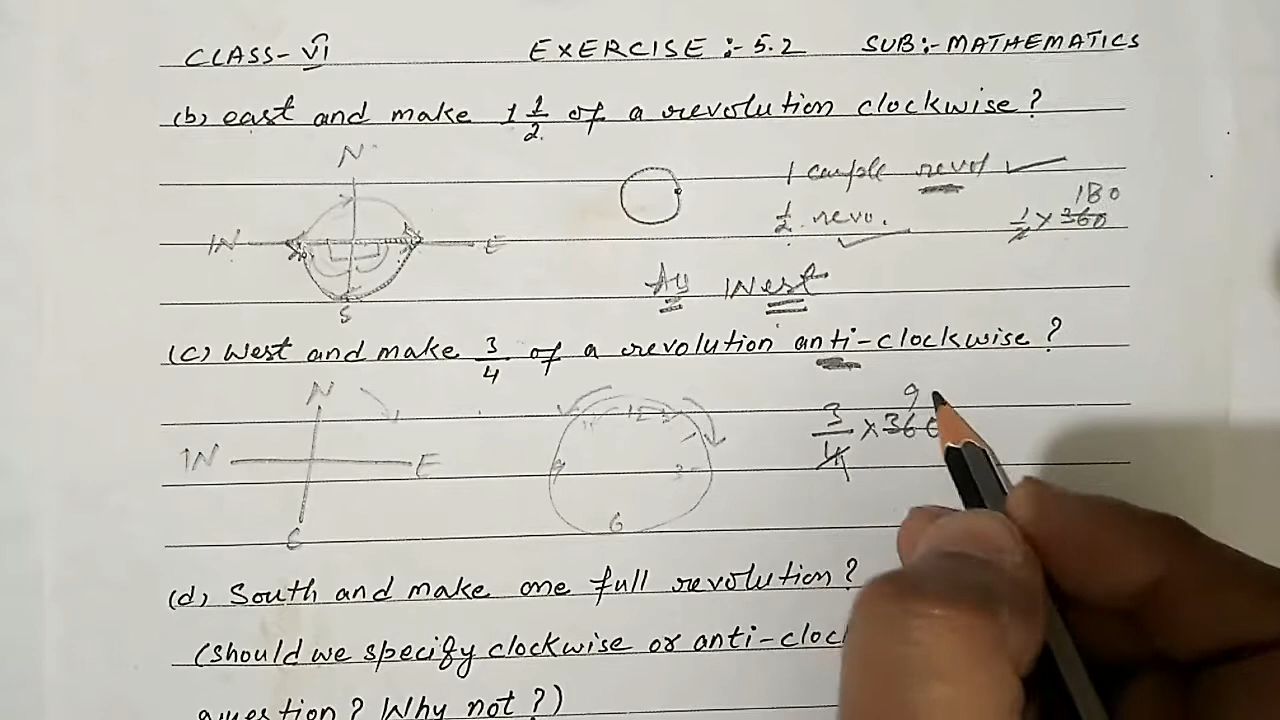 CLASS-VI EXERCISE :- 5.2 SUB:- MATHEMATICS
(b) east and make 1 1/2 of a revolution clockwise?
N
W E
S
1 revol
1/2 revo.
180
1/2 × 360
West
(c) West and make 3/4 of a revolution anti-clockwise?
N
W E
S
12
9 3
6
9
3/4 × 360
(d) South and make one full revolution?
(should we specify clockwise or anti-cloc
question? Why not?)